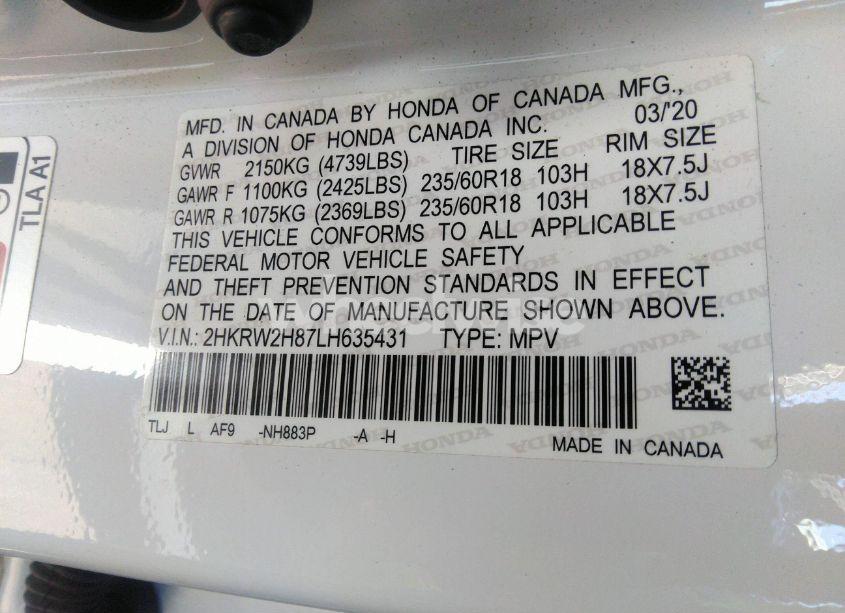 MFD. IN CANADA BY HONDA OF CANADA MFG.,
A DIVISION OF HONDA CANADA INC. 03/'20
GVWR 2150KG (4739LBS) TIRE SIZE RIM SIZE
GAWR F 1100KG (2425LBS) 235/60R18 103H 18X7.5J
GAWR R 1075KG (2369LBS) 235/60R18 103H 18X7.5J
THIS VEHICLE CONFORMS TO ALL APPLICABLE
FEDERAL MOTOR VEHICLE SAFETY
AND THEFT PREVENTION STANDARDS IN EFFECT
ON THE DATE OF MANUFACTURE SHOWN ABOVE.
V.I.N.: 2HKRW2H87LH635431 TYPE: MPV
TLJ L AF9 -NH883P -A -H
MADE IN CANADA
TLA A1